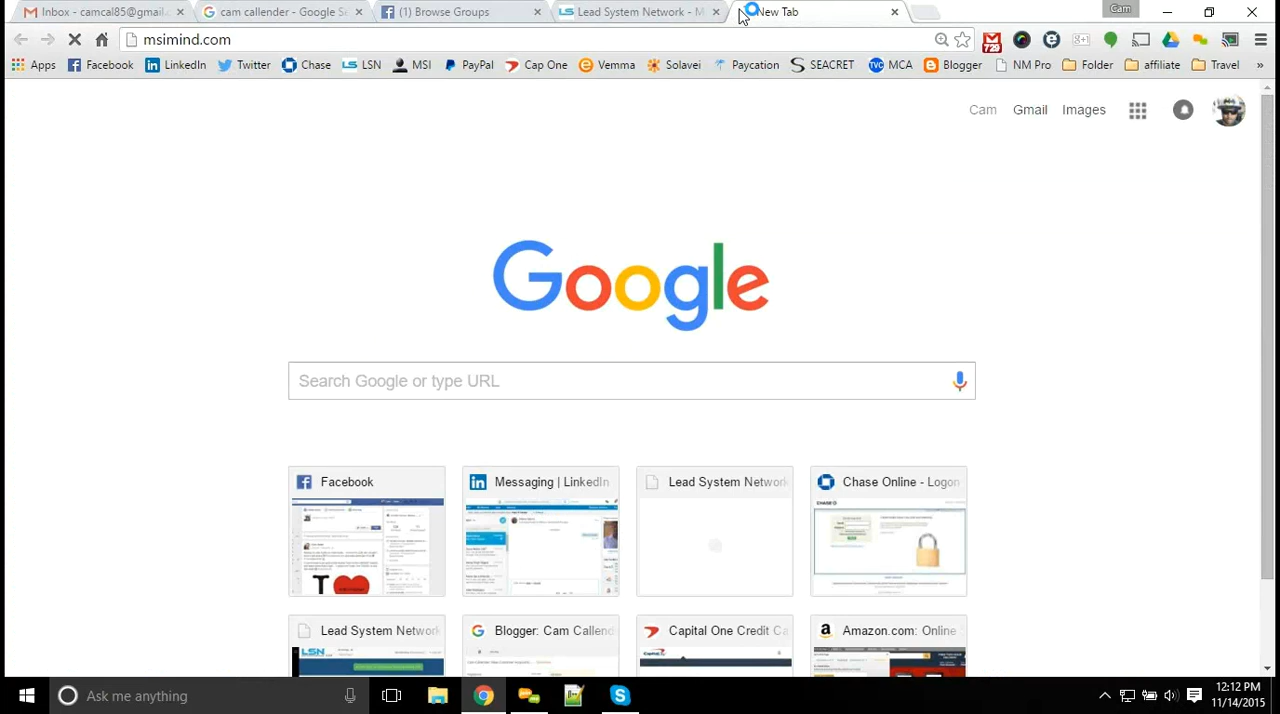 Inbox - camcal85@gmail.c
cam callender - Google Se
(1) Browse Groups
Lead System Network - M
New Tab
Cam
msimind.com
725
Apps
Facebook
LinkedIn
Twitter
Chase
LSN
MSI
PayPal
Cap One
Vemma
Solavei
Paycation
SEACRET
MCA
Blogger
NM Pro
Folder
affiliate
Travel
»
Cam
Gmail
Images
Google
Search Google or type URL
Facebook
Messaging | LinkedIn
Lead System Network
Chase Online - Logon
Lead System Network
Blogger: Cam Callend
Capital One Credit Ca
Amazon.com: Online
Ask me anything
12:12 PM
11/14/2015